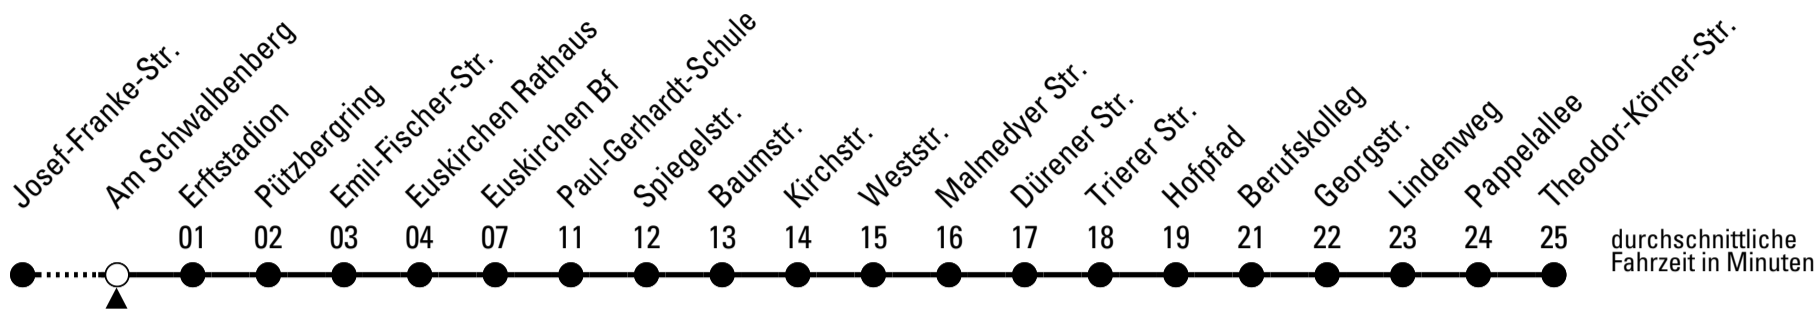 Josef-Franke-Str.
Am Schwalbenberg
Erftstadion
Pützbergring
Emil-Fischer-Str.
Euskirchen Rathaus
Euskirchen Bf
Paul-Gerhardt-Schule
Spiegelstr.
Baumstr.
Kirchstr.
Weststr.
Malmedyer Str.
Dürener Str.
Trierer Str.
Hofpfad
Berufskolleg
Georgstr.
Lindenweg
Pappelallee
Theodor-Körner-Str.
01 02 03 04 07 11 12 13 14 15 16 17 18 19 21 22 23 24 25
durchschnittliche
Fahrzeit in Minuten